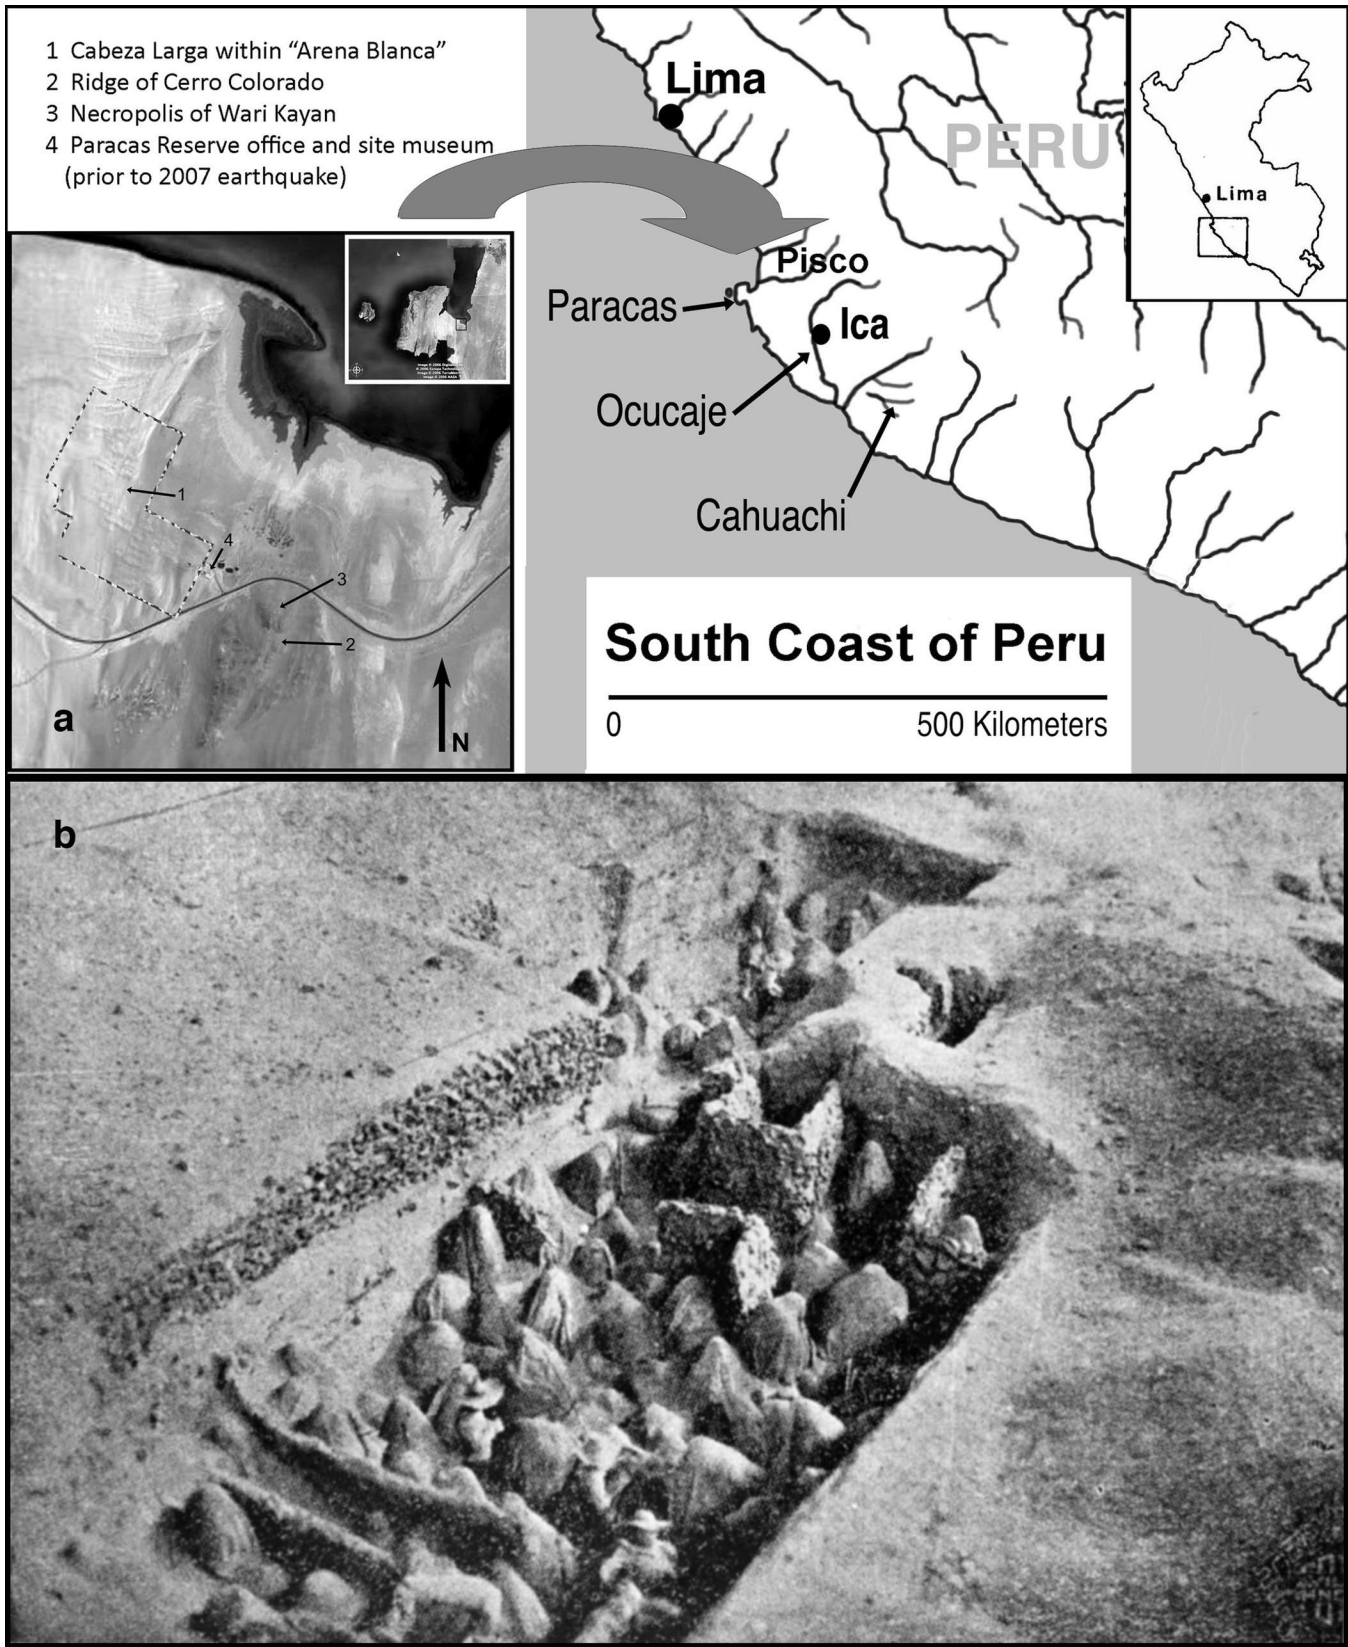 1 Cabeza Larga within “Arena Blanca”
2 Ridge of Cerro Colorado
3 Necropolis of Wari Kayan
4 Paracas Reserve office and site museum
(prior to 2007 earthquake)
Lima
PERU
Lima
Pisco
Paracas
Ica
Ocucaje
Cahuachi
South Coast of Peru
0 500 Kilometers
1
4
3
2
a
N
b